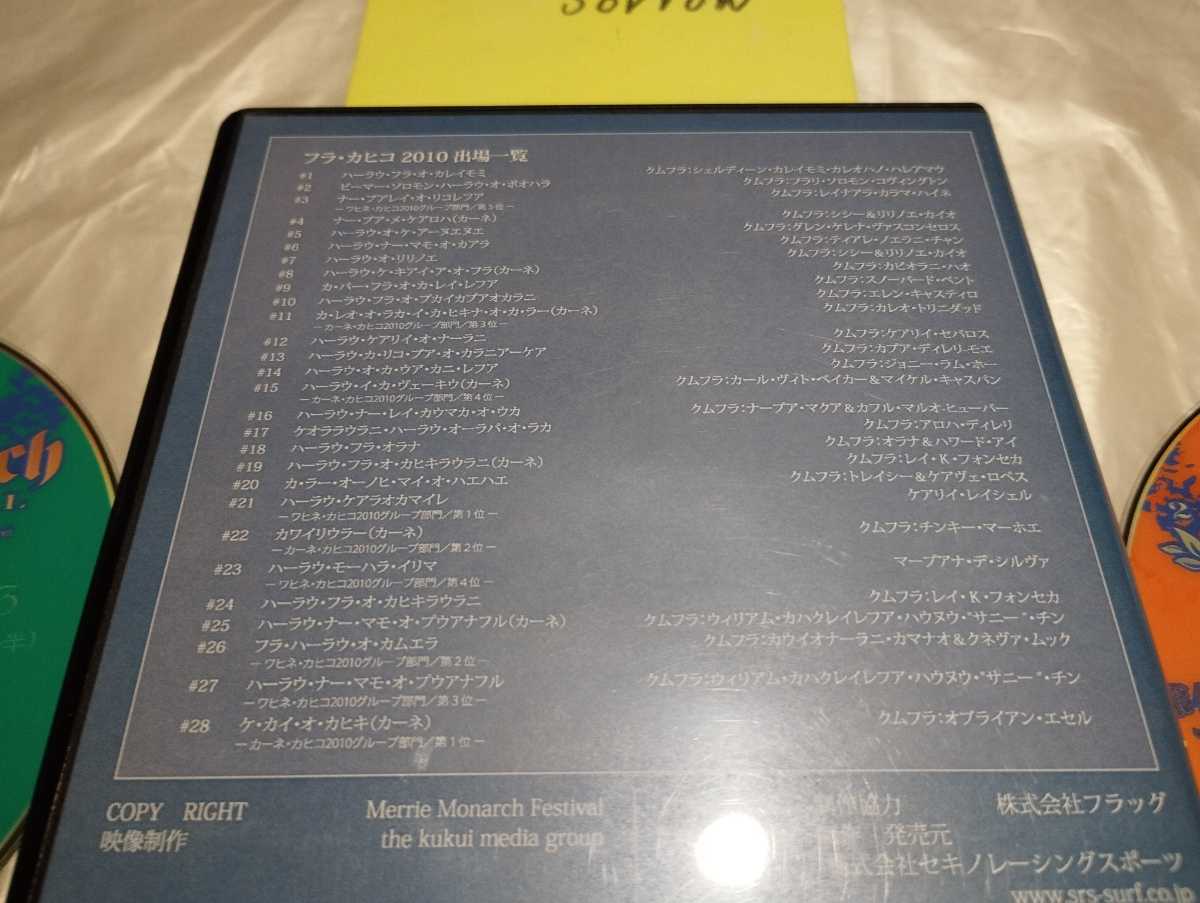 sorrow
フラ・カヒコ 2010 出場一覧
#1 ハーラウ・フラ・オ・カレイモミ クムフラ:シェルディーン・カレイモミ・カレオハノ・ハレアマウ
#2 ビーマー・ソロモン・ハーラウ・オ・ポオハラ クムフラ:フラリ・ソロモン・コヴィングトン
#3 ナー・プアレイ・オ・リコレフア クムフラ:レイナアラ・カラマ・ハイネ
ーワヒネ・カヒコ2010グループ部門/第5位ー
#4 ナー・プア・メ・ケアロハ(カーネ) クムフラ:シシー&リリノエ・カイオ
#5 ハーラウ・オ・ケ・アーヌエヌエ クムフラ:グレン・ケレナ・ヴァスコンセロス
#6 ハーラウ・ナー・マモ・オ・カアラ クムフラ:ティアレ・ノエラニ・チャン
#7 ハーラウ・オ・リリノエ クムフラ:シシー&リリノエ・カイオ
#8 ハーラウ・ケ・キアイ・ア・オ・フラ(カーネ) クムフラ:カピオラニ・ハオ
#9 カ・パー・フラ・オ・カ・レイ・レフア クムフラ:スノーバード・ベント
#10 ハーラウ・フラ・オ・プカイカプアオカラニ クムフラ:エレン・キャスティロ
#11 カ・レオ・オ・ラカ・イ・カ・ヒキナ・オ・カ・ラー(カーネ) クムフラ:カレオ・トリニダッド
ーカーネ・カヒコ2010グループ部門/第3位ー
#12 ハーラウ・ケアリイ・オ・ナーラニ クムフラ:ケアリイ・セバロス
#13 ハーラウ・カ・リコ・プア・オ・カラニアーケア クムフラ:カプア・ディレリーモエ
#14 ハーラウ・オ・カ・ウア・カニ・レフア クムフラ:ジョニー・ラム・ホー
#15 ハーラウ・イ・カ・ヴェーキウ(カーネ) クムフラ:カール・ヴィト・ベイカー&マイケル・キャスパン
ーカーネ・カヒコ2010グループ部門/第4位ー
#16 ハーラウ・ナー・レイ・カウマカ・オ・ウカ クムフラ:ナープア・マクア&カフル・マルオ-ヒューバー
#17 ケオララウラニ・ハーラウ・オーラパ・オ・ラカ クムフラ:アロハ・ディレリ
#18 ハーラウ・フラ・オラナ クムフラ:オラナ&ハワード・アイ
#19 ハーラウ・フラ・オ・カヒキラウラニ(カーネ) クムフラ:レイ・K・フォンセカ
#20 カ・ラー・オーノヒ・マイ・オ・ハエハエ クムフラ:トレイシー&ケアヴェ・ロペス
#21 ハーラウ・ケアラオカマイレ ケアリイ・レイシェル
ーワヒネ・カヒコ2010グループ部門/第1位ー
#22 カワイリウラー(カーネ) クムフラ:チンキー・マーホエ
ーカーネ・カヒコ2010グループ部門/第2位ー
#23 ハーラウ・モーハラ・イリマ マープアナ・デ・シルヴァ
ーワヒネ・カヒコ2010グループ部門/第4位ー
#24 ハーラウ・フラ・オ・カヒキラウラニ クムフラ:レイ・K・フォンセカ
#25 ハーラウ・ナー・マモ・オ・プウアナフル(カーネ) クムフラ:ウィリアム・カハクレイレフア・ハウヌウ・"サニー"・チン
#26 フラ・ハーラウ・オ・カムエラ クムフラ:カウイオナーラニ・カマナオ&クネヴァ・ムック
ーワヒネ・カヒコ2010グループ部門/第2位ー
#27 ハーラウ・ナー・マモ・オ・プウアナフル クムフラ:ウィリアム・カハクレイレフア・ハウヌウ・"サニー"・チン
ーワヒネ・カヒコ2010グループ部門/第3位ー
#28 ケ・カイ・オ・カヒキ(カーネ) クムフラ:オブライアン・エセル
ーカーネ・カヒコ2010グループ部門/第1位ー
COPY RIGHT Merrie Monarch Festival 協力 株式会社フラッグ
映像制作 the kukui media group 発売元
式会社セキノレーシングスポーツ
www.srs-surf.co.jp